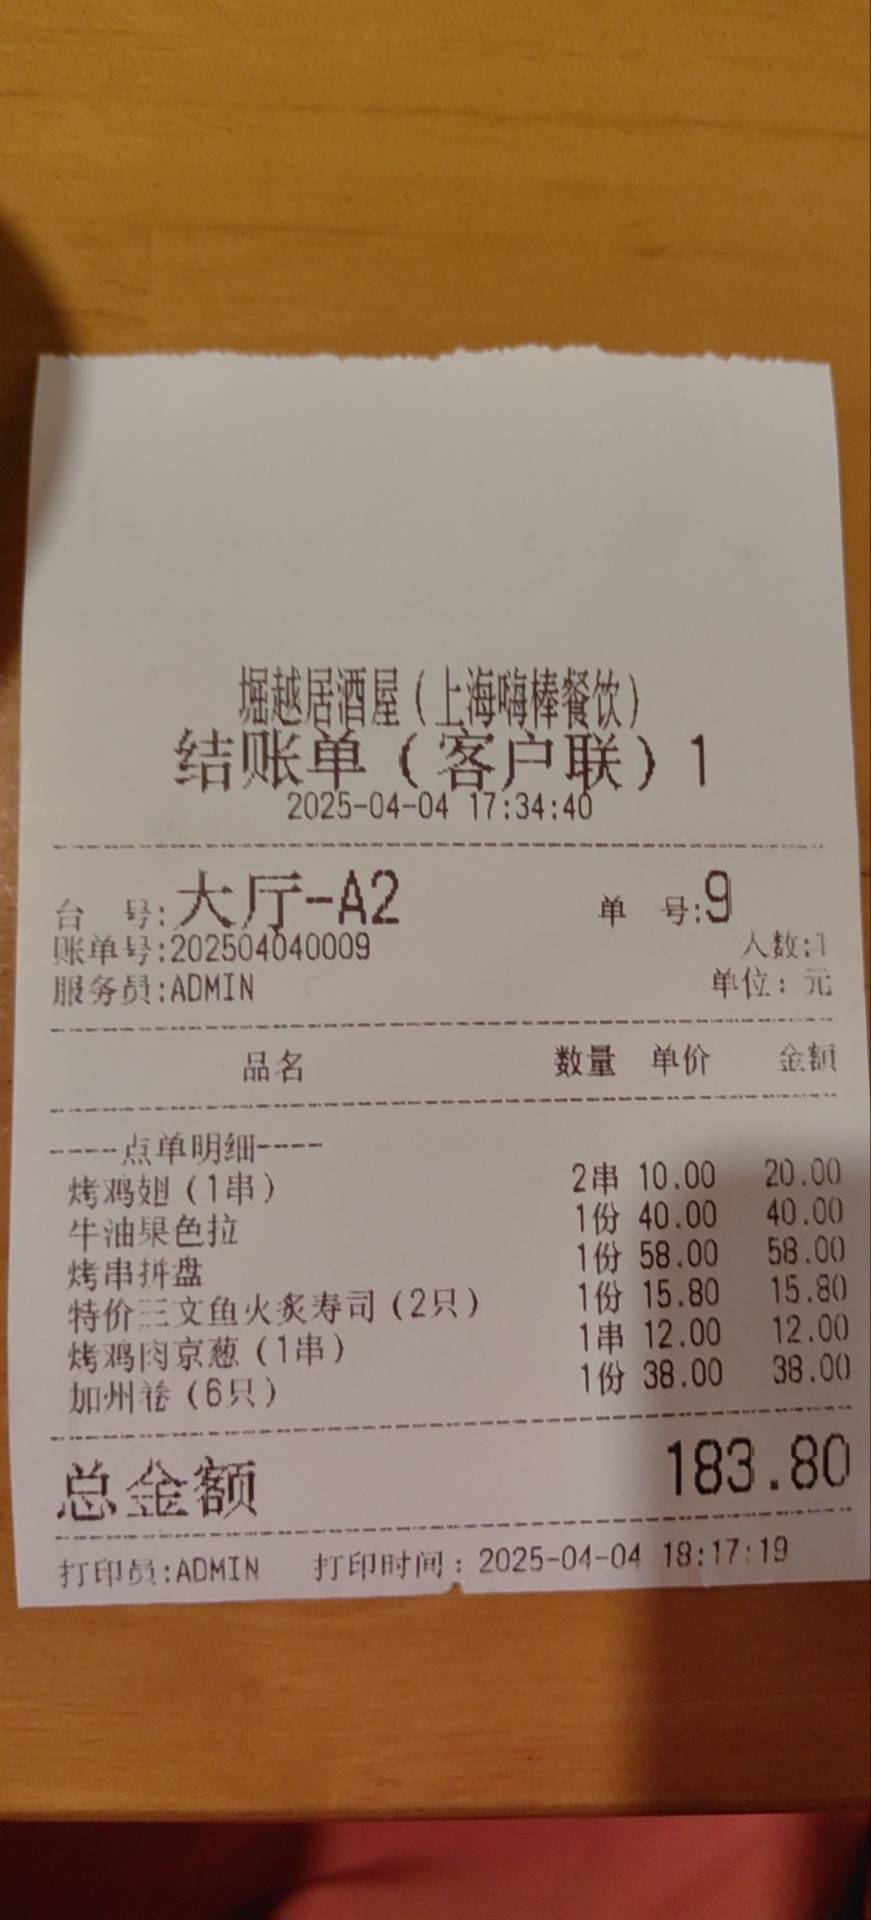 堀越居酒屋(上海嗨棒餐饮)
结账单(客户联)1
2025-04-04 17:34:40
台 号:大厅-A2 单 号:9
账单号:202504040009 人数:1
服务员:ADMIN 单位: 元
品名 数量 单价 金额
----点单明细----
烤鸡翅(1串) 2串 10.00 20.00
牛油果色拉 1份 40.00 40.00
烤串拼盘 1份 58.00 58.00
特价三文鱼火炙寿司(2只) 1份 15.80 15.80
烤鸡肉京葱(1串) 1串 12.00 12.00
加州卷(6只) 1份 38.00 38.00
总金额 183.80
打印员:ADMIN 打印时间: 2025-04-04 18:17:19